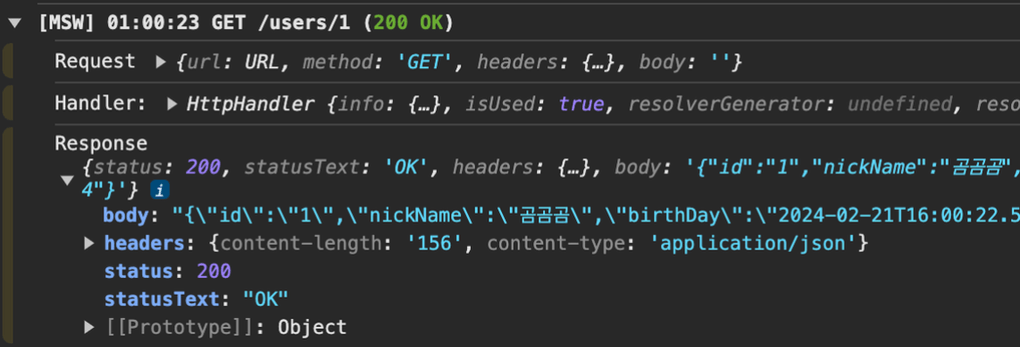 [MSW] 01:00:23 GET /users/1 (200 OK)
Request ▶ {url: URL, method: 'GET', headers: {…}, body: ''}
Handler: ▶ HttpHandler {info: {…}, isUsed: true, resolverGenerator: undefined, reso
Response
{status: 200, statusText: 'OK', headers: {…}, body: '{"id":"1","nickName":"곰곰곰",
4"}'} i
body: "{\"id\":\"1\",\"nickName\":\"곰곰곰\",\"birthDay\":\"2024-02-21T16:00:22.5
headers: {content-length: '156', content-type: 'application/json'}
status: 200
statusText: "OK"
[[Prototype]]: Object